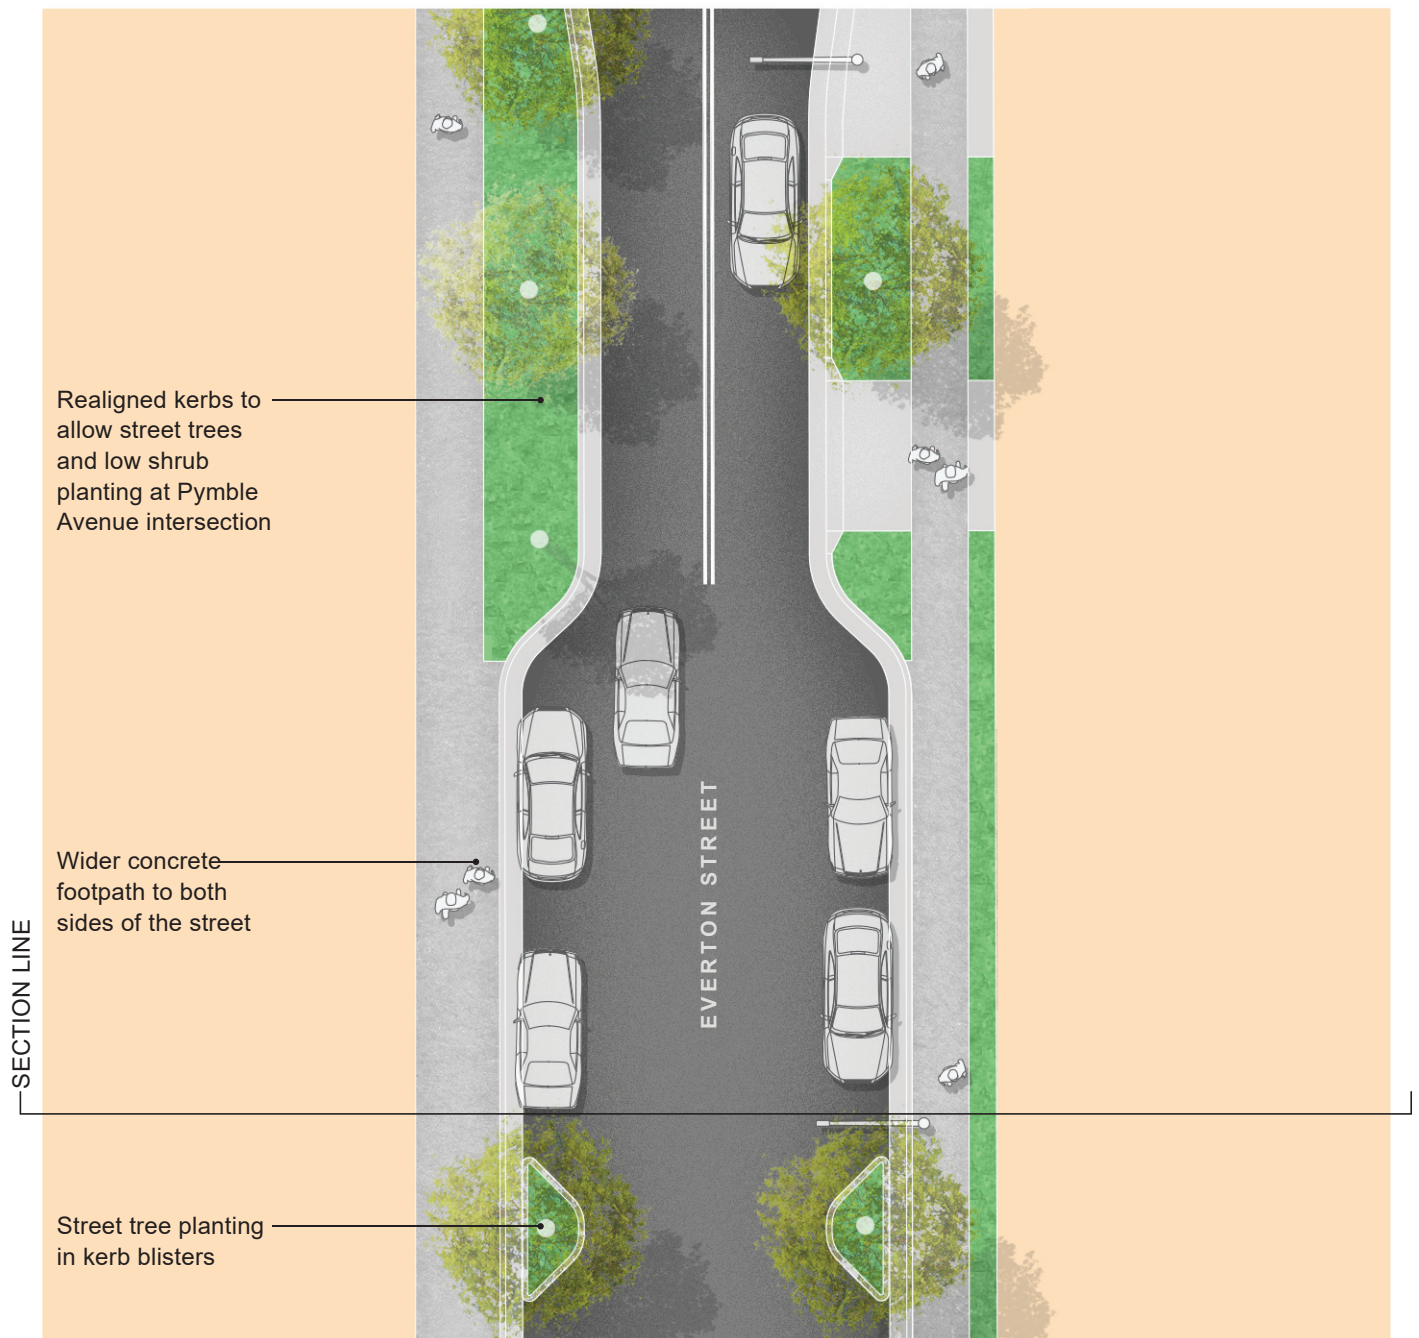 Realigned kerbs to
allow street trees
and low shrub
planting at Pymble
Avenue intersection
EVERTON STREET
Wider concrete
footpath to both
sides of the street
SECTION LINE
Street tree planting
in kerb blisters